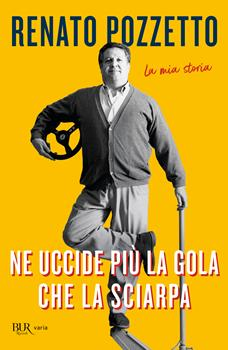 RENATO POZZETTO
La mia storia
NE UCCIDE PIÙ LA GOLA
CHE LA SCIARPA
BUR
Rizzoli
varia